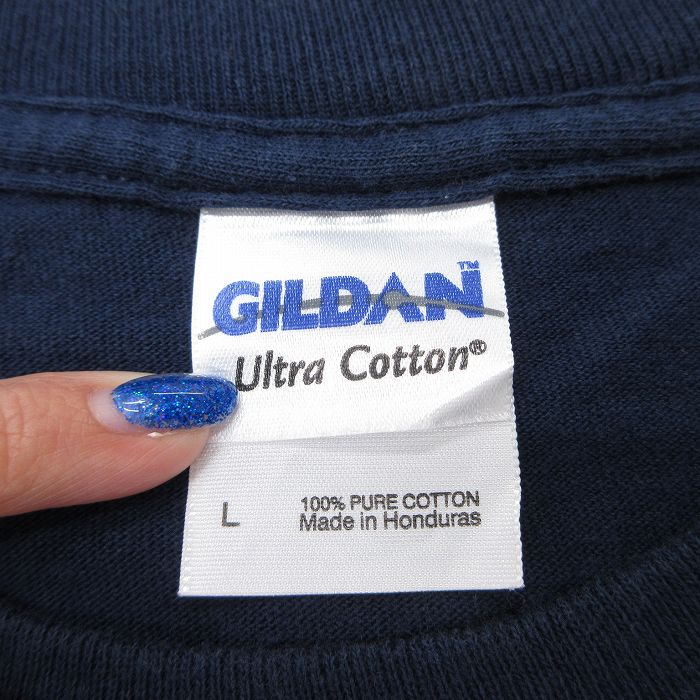 GILDAN™
Ultra Cotton®
L
100% PURE COTTON
Made in Honduras